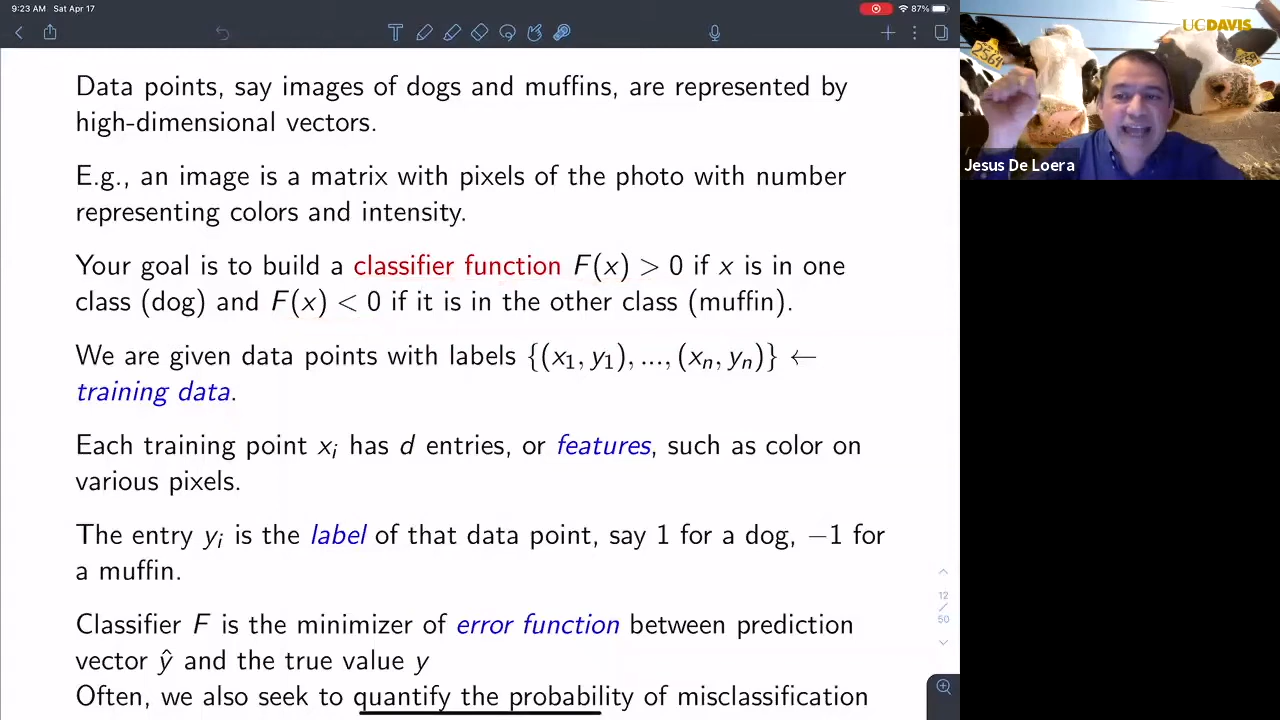 9:23 AM Sat Apr 17
87%
Data points, say images of dogs and muffins, are represented by
high-dimensional vectors.
E.g., an image is a matrix with pixels of the photo with number
representing colors and intensity.
Your goal is to build a classifier function F(x) > 0 if x is in one
class (dog) and F(x) < 0 if it is in the other class (muffin).
We are given data points with labels {(x₁, y₁), ..., (xₙ, yₙ)} ←
training data.
Each training point xᵢ has d entries, or features, such as color on
various pixels.
The entry yᵢ is the label of that data point, say 1 for a dog, −1 for
a muffin.
Classifier F is the minimizer of error function between prediction
vector ŷ and the true value y
Often, we also seek to quantify the probability of misclassification
12
/
50
UCDAVIS
2564
Jesus De Loera